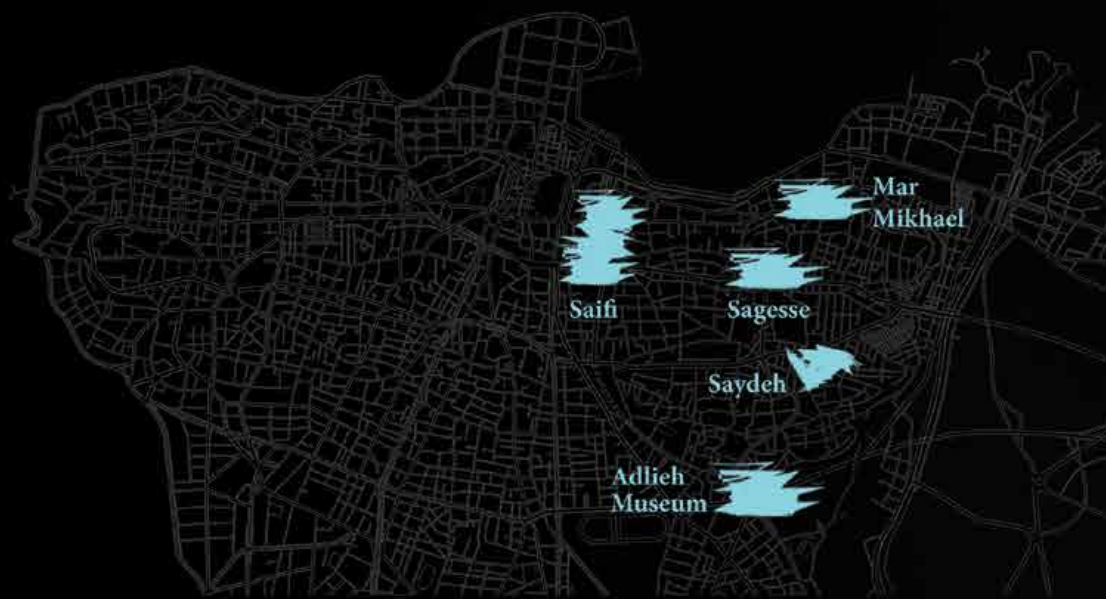 Mar
Mikhael
Saifi
Sagesse
Saydeh
Adlieh
Museum